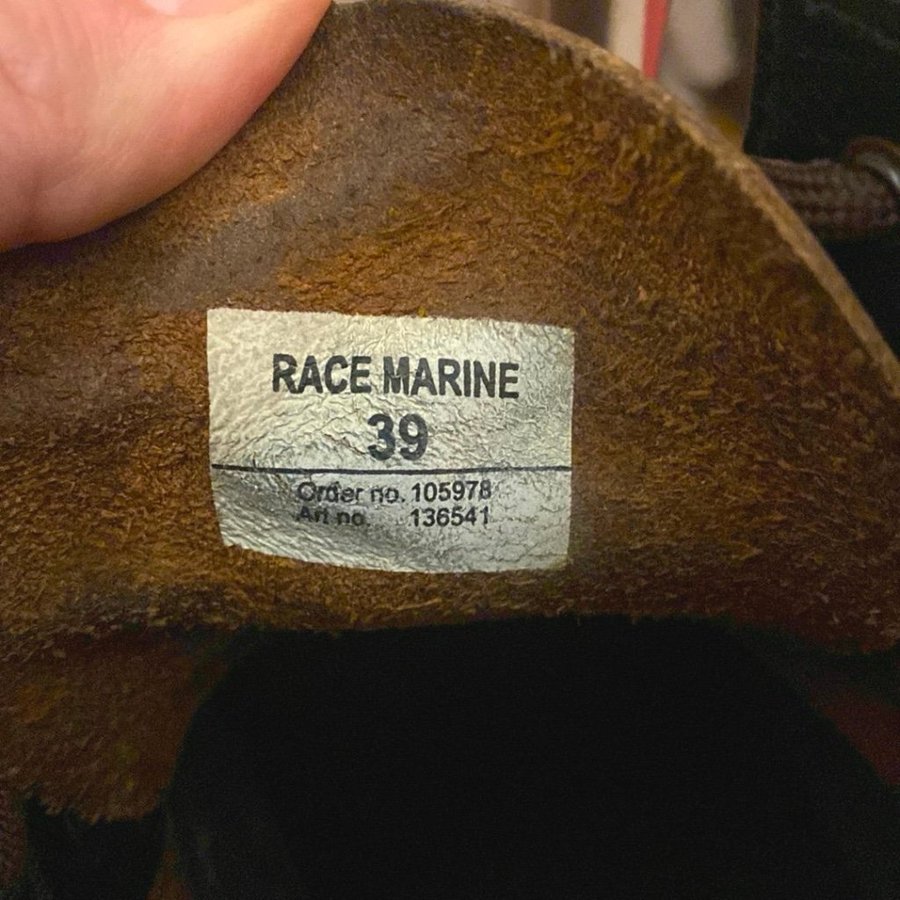 RACE MARINE
39
Order no. 105978
Art no. 136541